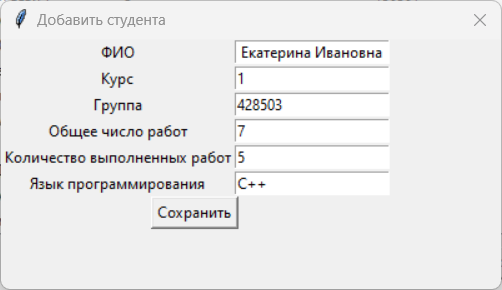 Добавить студента
ФИО Екатерина Ивановна
Курс 1
Группа 428503
Общее число работ 7
Количество выполненных работ 5
Язык программирования C++
Сохранить